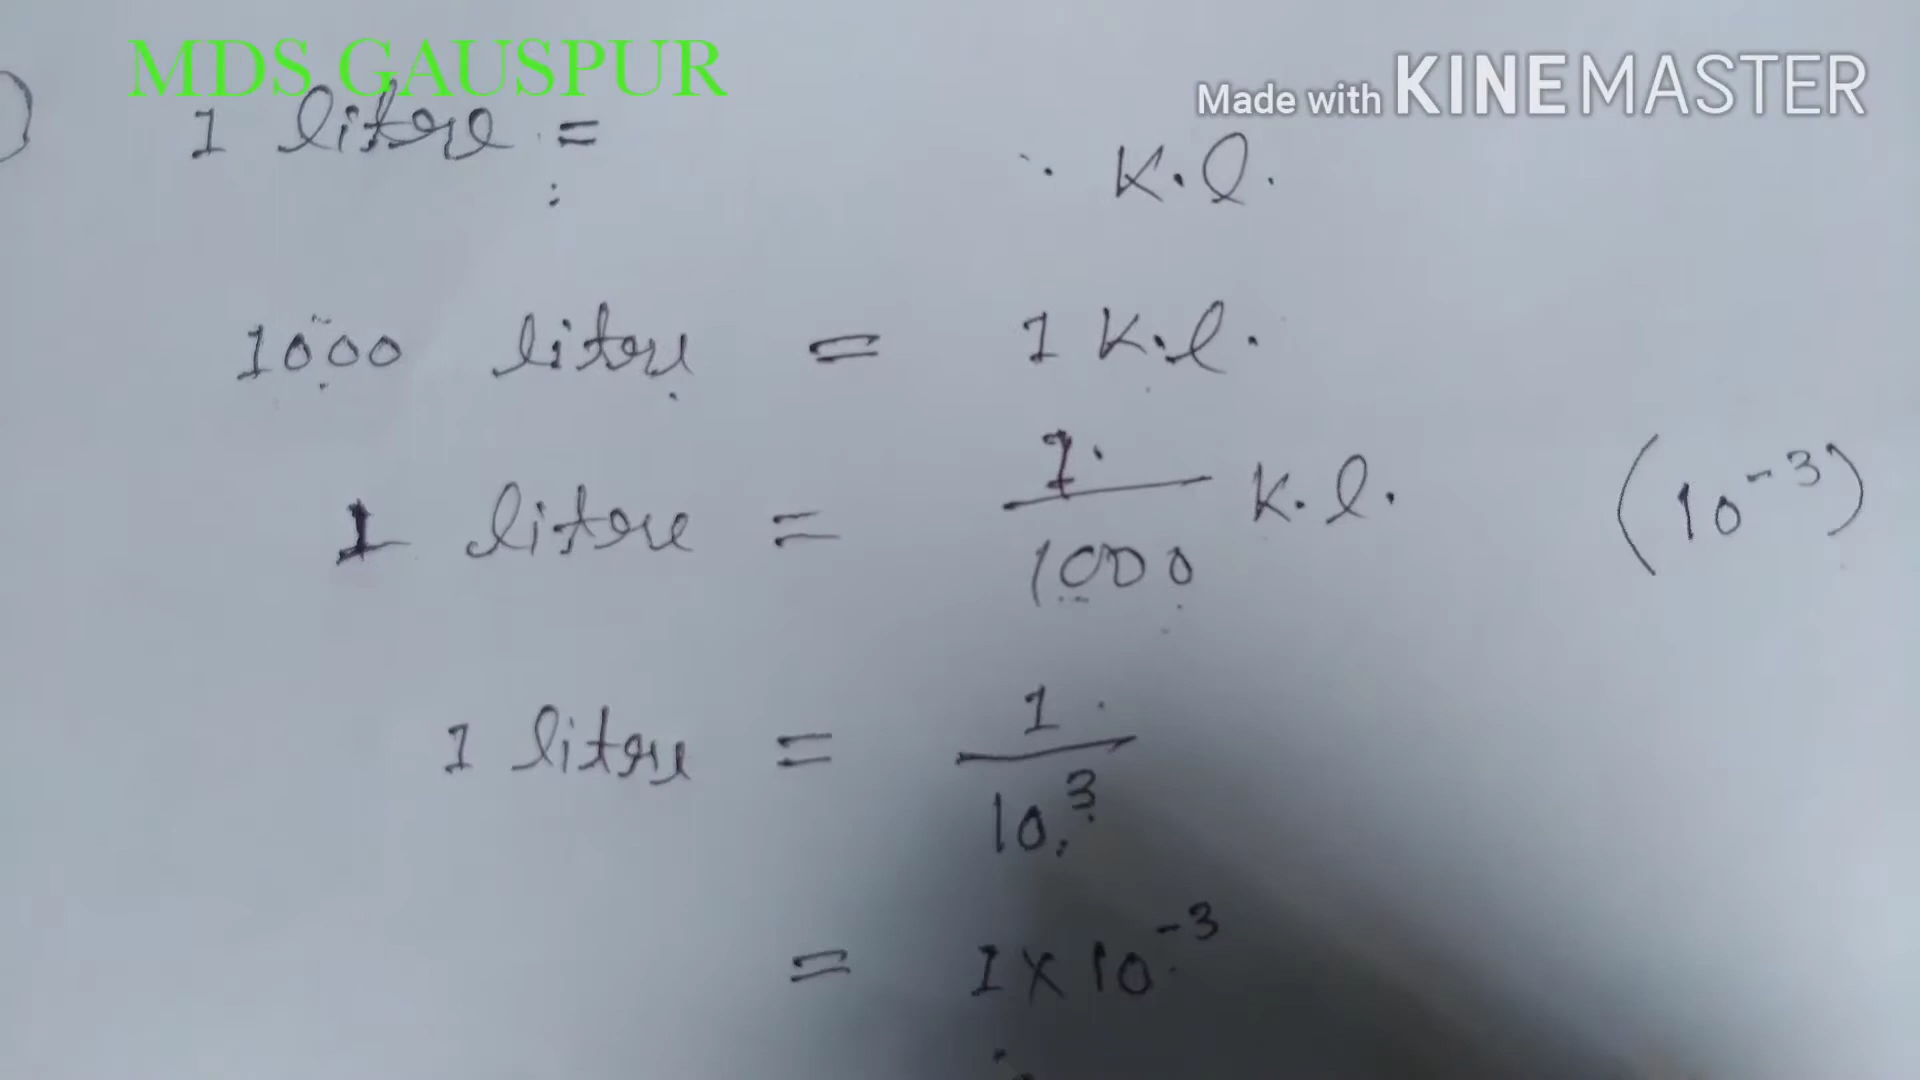 MDS GAUSPUR
Made with KINEMASTER
1 litre = K.l.
1000 litre = 1 K.l.
1 litre = 1/1000 K.l. (10⁻³)
1 litre = 1/10³
= 1 x 10⁻³